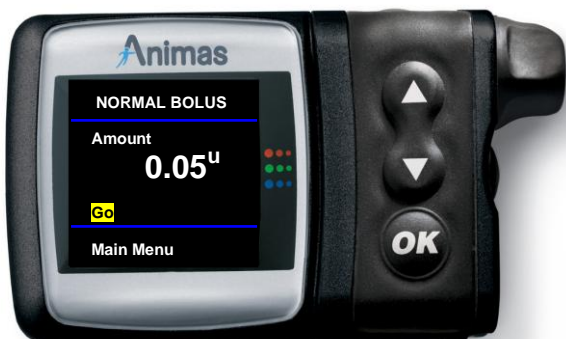 Animas
NORMAL BOLUS
Amount
0.05u
Go
Main Menu
OK